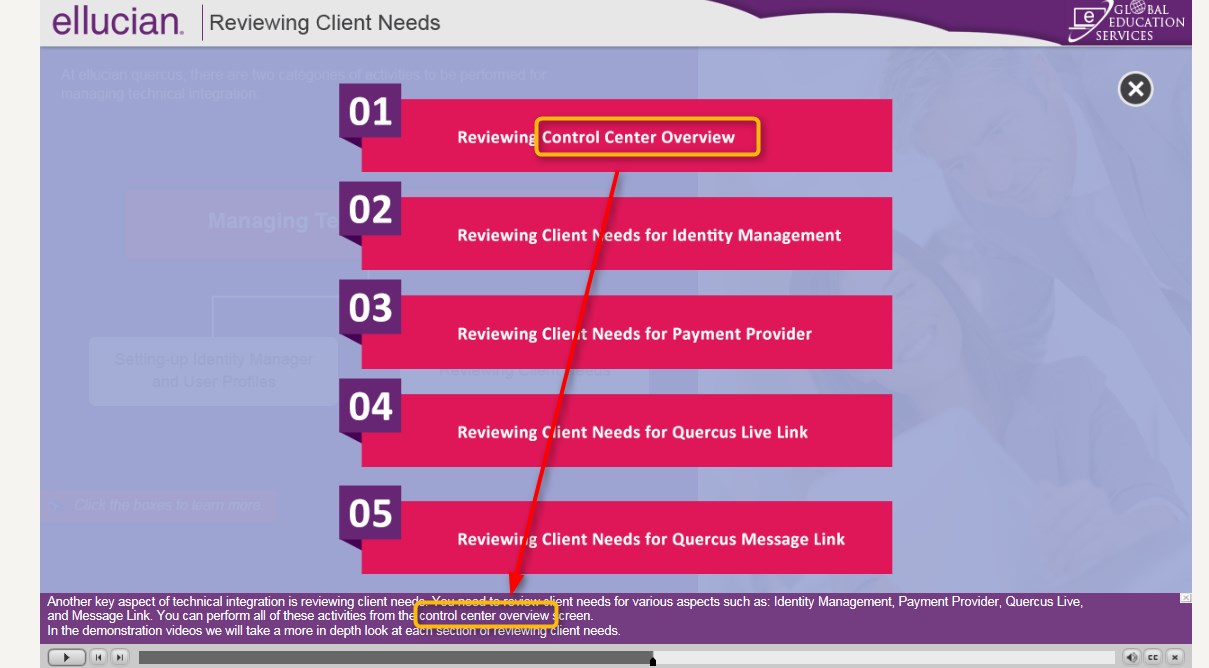 ellucian.
Reviewing Client Needs
GLOBAL
EDUCATION
SERVICES
At ellucian quercus, there are two categories of activities to be performed for
managing technical integration
01
Reviewing Control Center Overview
Managing Te
02
Reviewing Client Needs for Identity Management
03
Reviewing Client Needs for Payment Provider
Setting-up Identity Manager
and User Profiles
Reviewing Client Needs
04
Reviewing Client Needs for Quercus Live Link
Click the boxes to learn more
05
Reviewing Client Needs for Quercus Message Link
Another key aspect of technical integration is reviewing client needs. You need to review client needs for various aspects such as: Identity Management, Payment Provider, Quercus Live,
and Message Link. You can perform all of these activities from the control center overview screen.
In the demonstration videos we will take a more in depth look at each section of reviewing client needs.
CC